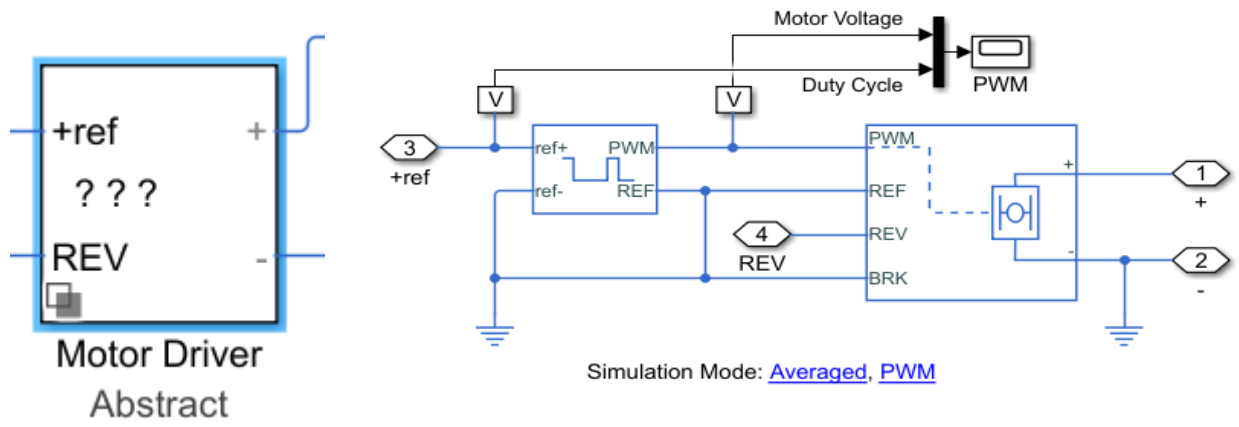 +ref +
? ? ?
REV -
Motor Driver
Abstract
Motor Voltage
Duty Cycle
PWM
V V
3
+ref
ref+ PWM
ref- REF
4
REV
PWM
REF
REV
BRK
+
-
1
+
2
-
Simulation Mode: Averaged, PWM